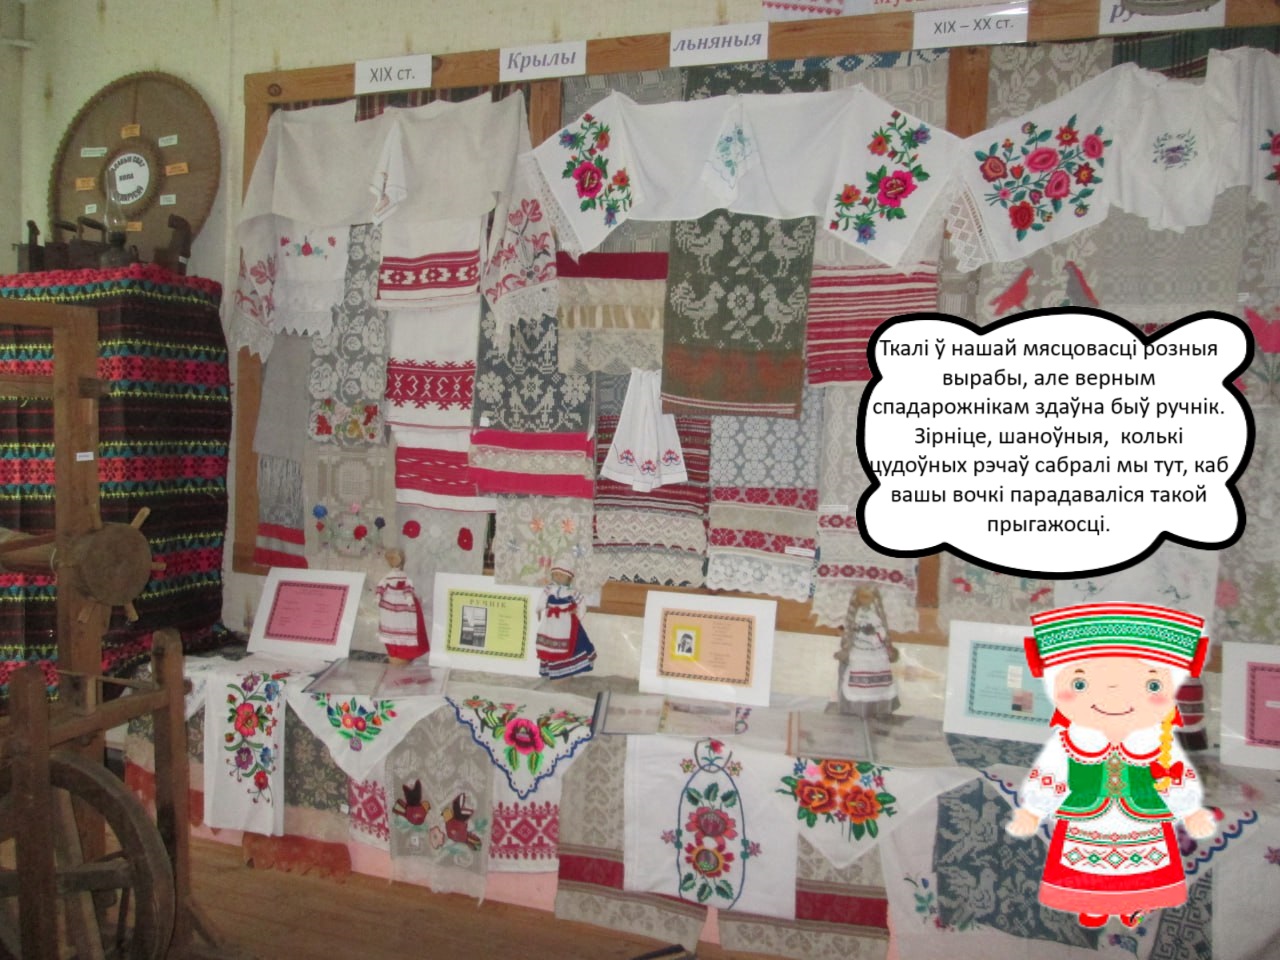 XIX ст.
Крылы
льняныя
XIX – XX ст.
Ткалі ў нашай мясцовасці розныя
вырабы, але верным
спадарожнікам здаўна быў ручнік.
Зірніце, шаноўныя,  колькі
цудоўных рэчаў сабралі мы тут, каб
вашы вочкі парадаваліся такой
прыгажосці.
РУЧНІК